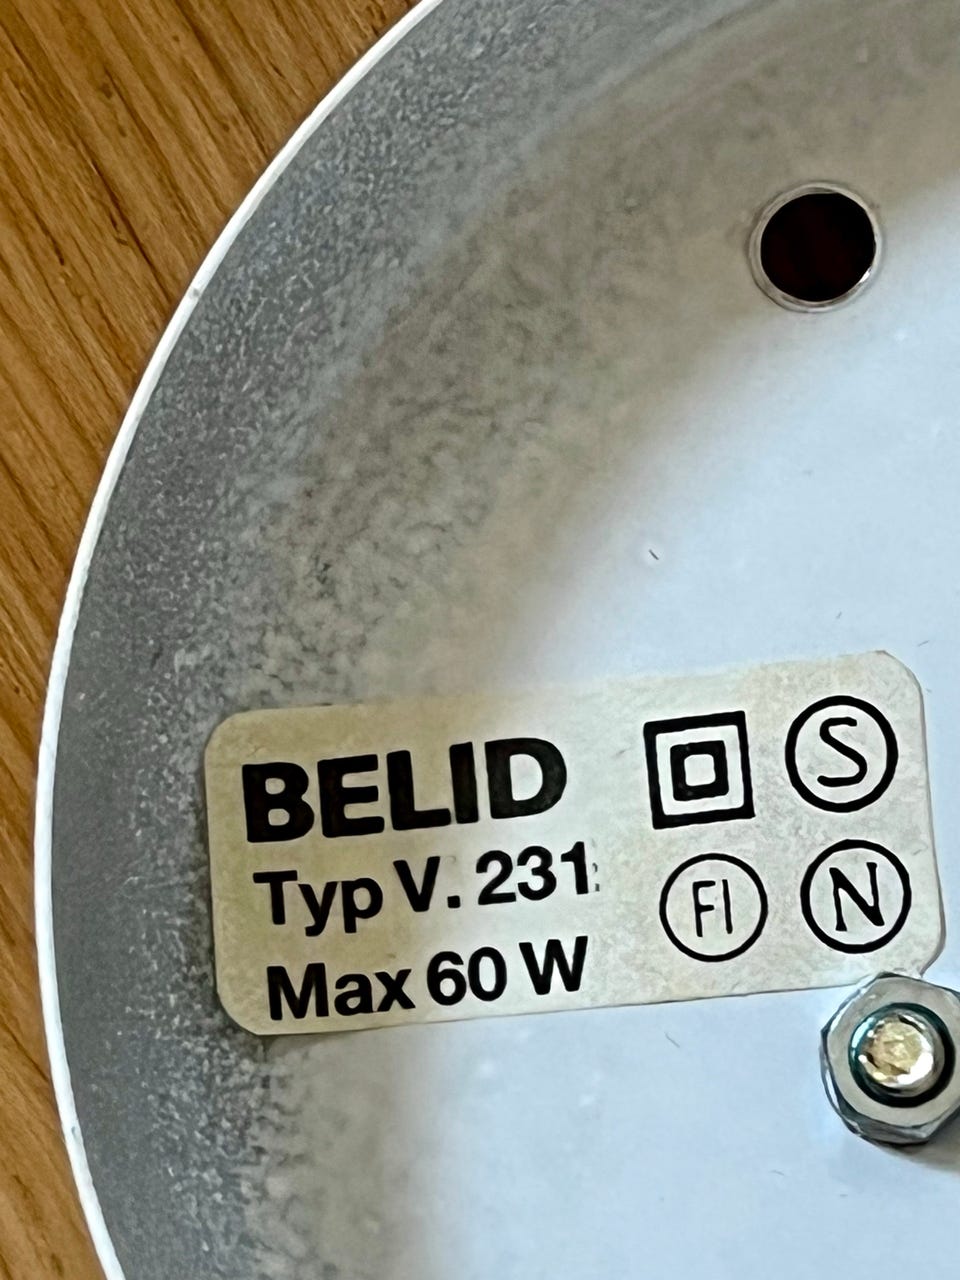 BELID
Typ V. 231
Max 60 W
S
FI
N